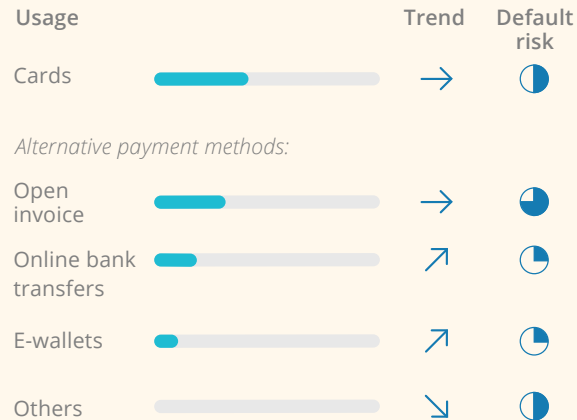 Usage Trend Default
risk
Cards
Alternative payment methods:
Open
invoice
Online bank
transfers
E-wallets
Others